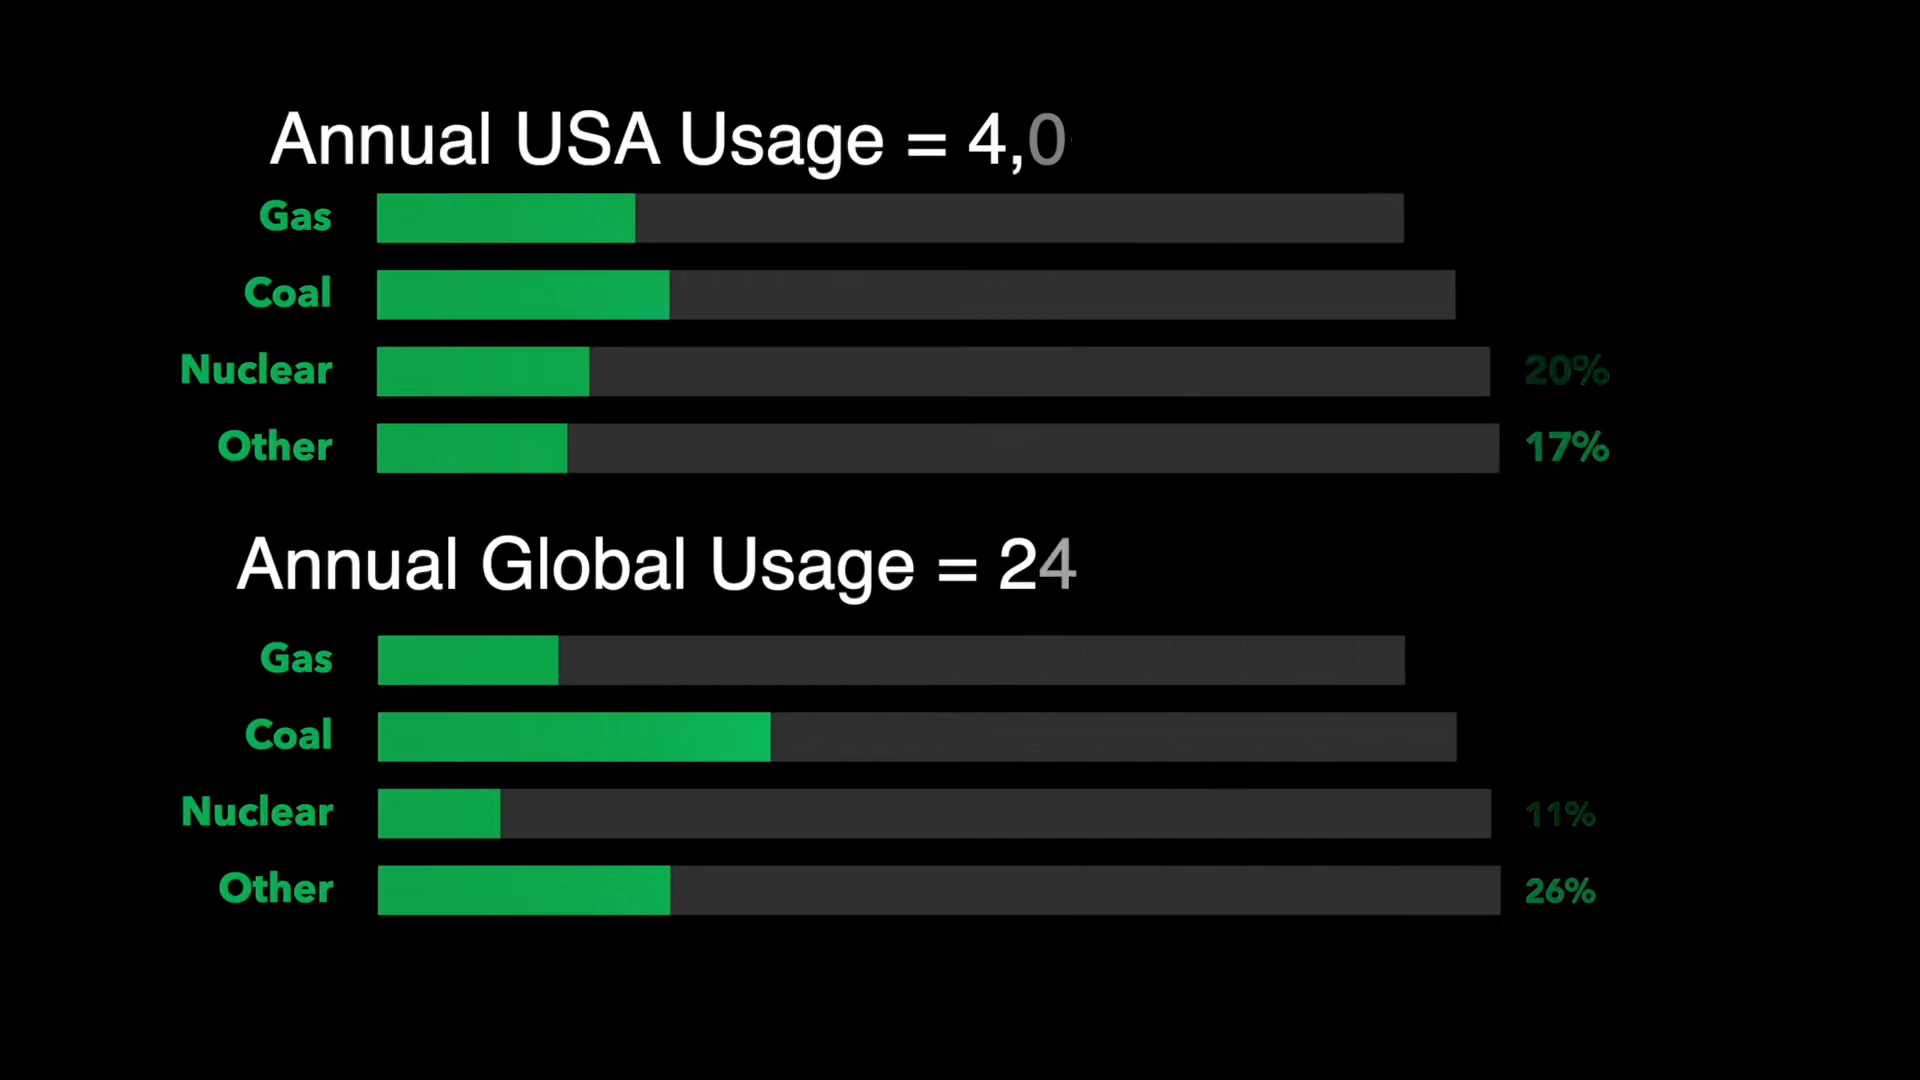 Annual USA Usage = 4,0
Gas
Coal
Nuclear 20%
Other 17%
Annual Global Usage = 24
Gas
Coal
Nuclear 11%
Other 26%